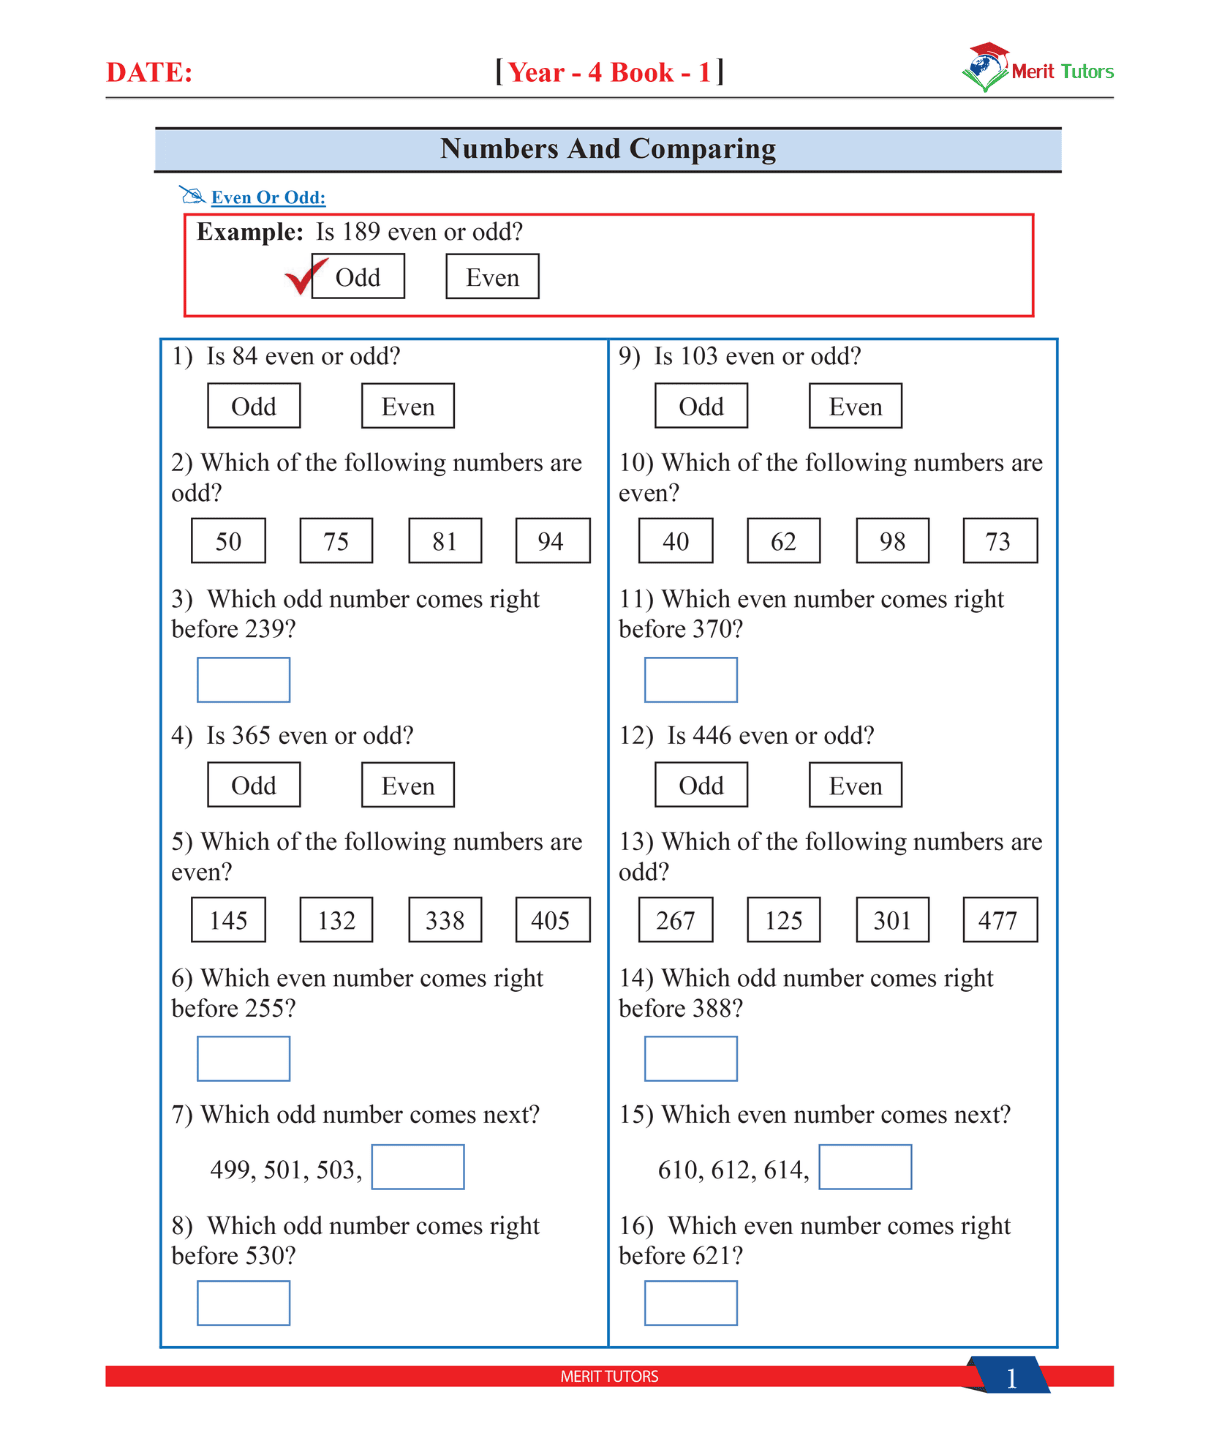 DATE:
[ Year - 4 Book - 1 ]
Merit Tutors
Numbers And Comparing
Even Or Odd:
Example: Is 189 even or odd?
Odd Even
1) Is 84 even or odd?
Odd Even
2) Which of the following numbers are
odd?
50 75 81 94
3) Which odd number comes right
before 239?
4) Is 365 even or odd?
Odd Even
5) Which of the following numbers are
even?
145 132 338 405
6) Which even number comes right
before 255?
7) Which odd number comes next?
499, 501, 503,
8) Which odd number comes right
before 530?
9) Is 103 even or odd?
Odd Even
10) Which of the following numbers are
even?
40 62 98 73
11) Which even number comes right
before 370?
12) Is 446 even or odd?
Odd Even
13) Which of the following numbers are
odd?
267 125 301 477
14) Which odd number comes right
before 388?
15) Which even number comes next?
610, 612, 614,
16) Which even number comes right
before 621?
MERIT TUTORS
1